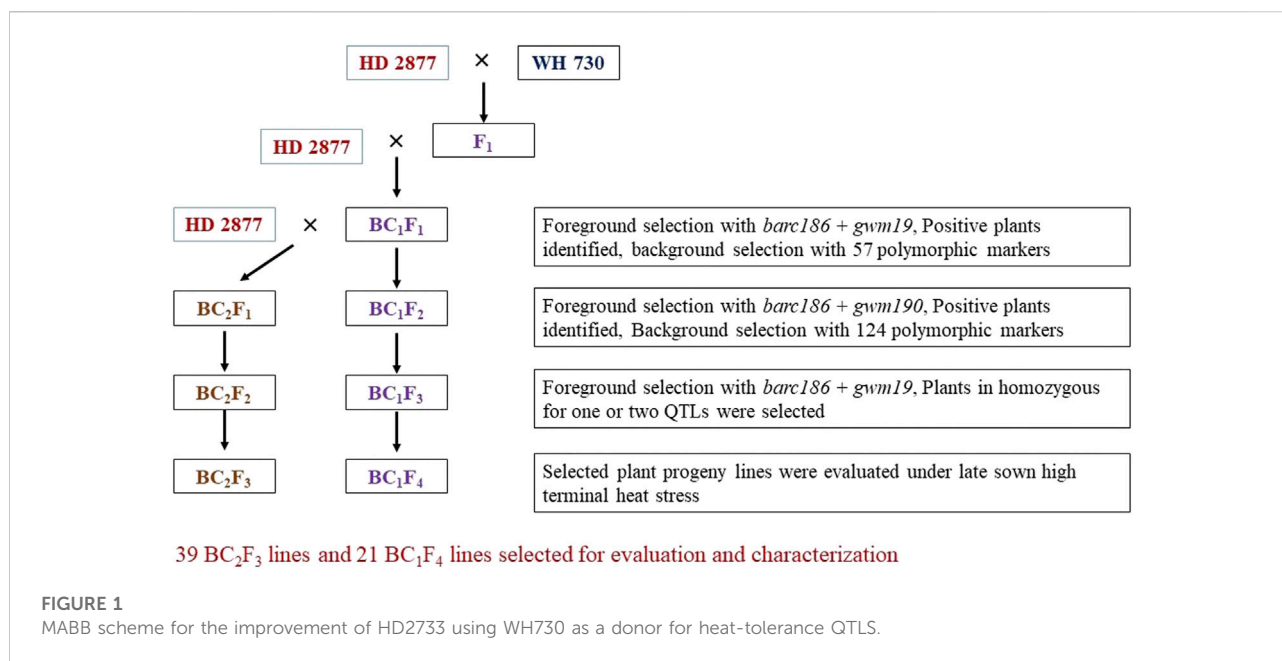 HD 2877 × WH 730
HD 2877 × F₁
HD 2877 × BC₁F₁
Foreground selection with barc186 + gwm19, Positive plants
identified, background selection with 57 polymorphic markers
BC₂F₁ BC₁F₂
Foreground selection with barc186 + gwm190, Positive plants
identified, Background selection with 124 polymorphic markers
BC₂F₂ BC₁F₃
Foreground selection with barc186 + gwm19, Plants in homozygous
for one or two QTLs were selected
BC₂F₃ BC₁F₄
Selected plant progeny lines were evaluated under late sown high
terminal heat stress
39 BC₂F₃ lines and 21 BC₁F₄ lines selected for evaluation and characterization
FIGURE 1
MABB scheme for the improvement of HD2733 using WH730 as a donor for heat-tolerance QTLS.